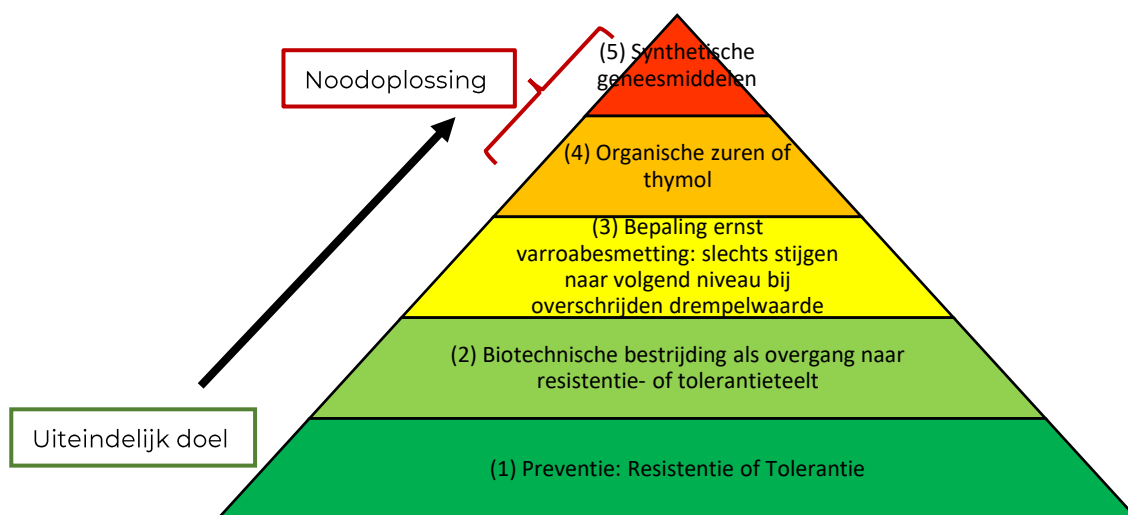 (5) Synthetische
geneesmiddelen
Noodoplossing
(4) Organische zuren of
thymol
(3) Bepaling ernst
varroabesmetting: slechts stijgen
naar volgend niveau bij
overschrijden drempelwaarde
(2) Biotechnische bestrijding als overgang naar
resistentie- of tolerantieteelt
Uiteindelijk doel
(1) Preventie: Resistentie of Tolerantie